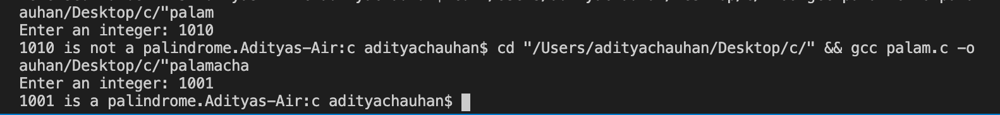 auhan/Desktop/c/"palam
Enter an integer: 1010
1010 is not a palindrome.Adityas-Air:c adityachauhan$ cd "/Users/adityachauhan/Desktop/c/" && gcc palam.c -o
auhan/Desktop/c/"palamacha
Enter an integer: 1001
1001 is a palindrome.Adityas-Air:c adityachauhan$